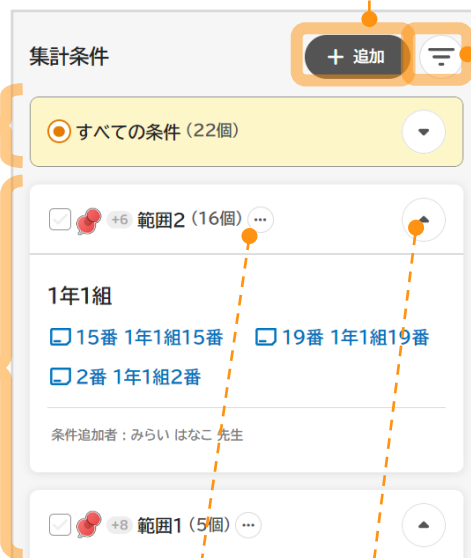 集計条件
+ 追加
すべての条件（22個）
+6 範囲2（16個）…
1年1組
15番 1年1組15番 19番 1年1組19番
2番 1年1組2番
条件追加者：みらい はなこ 先生
+8 範囲1（5個）…